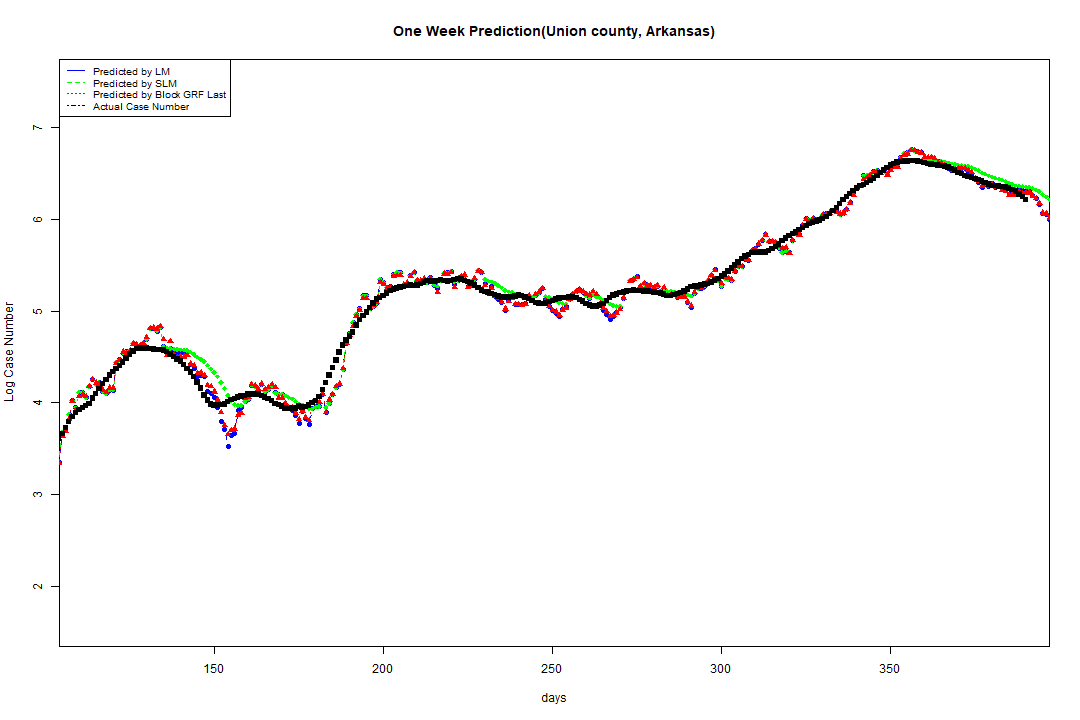 One Week Prediction(Union county, Arkansas)
Predicted by LM
Predicted by SLM
Predicted by Block GRF Last
Actual Case Number
7
6
5
4
3
2
Log Case Number
150 200 250 300 350
days